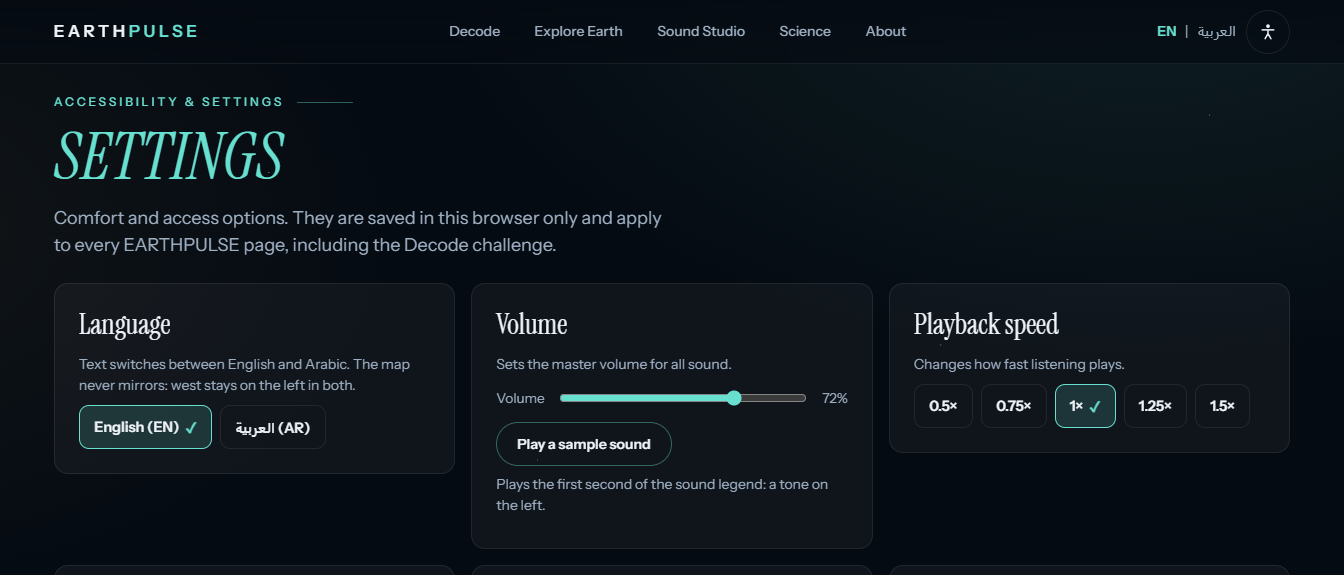 EARTHPULSE
Decode
Explore Earth
Sound Studio
Science
About
EN | العربية
ACCESSIBILITY & SETTINGS
SETTINGS
Comfort and access options. They are saved in this browser only and apply
to every EARTHPULSE page, including the Decode challenge.
Language
Text switches between English and Arabic. The map
never mirrors: west stays on the left in both.
English (EN) ✓
العربية (AR)
Volume
Sets the master volume for all sound.
Volume 72%
Play a sample sound
Plays the first second of the sound legend: a tone on
the left.
Playback speed
Changes how fast listening plays.
0.5× 0.75× 1× ✓ 1.25× 1.5×